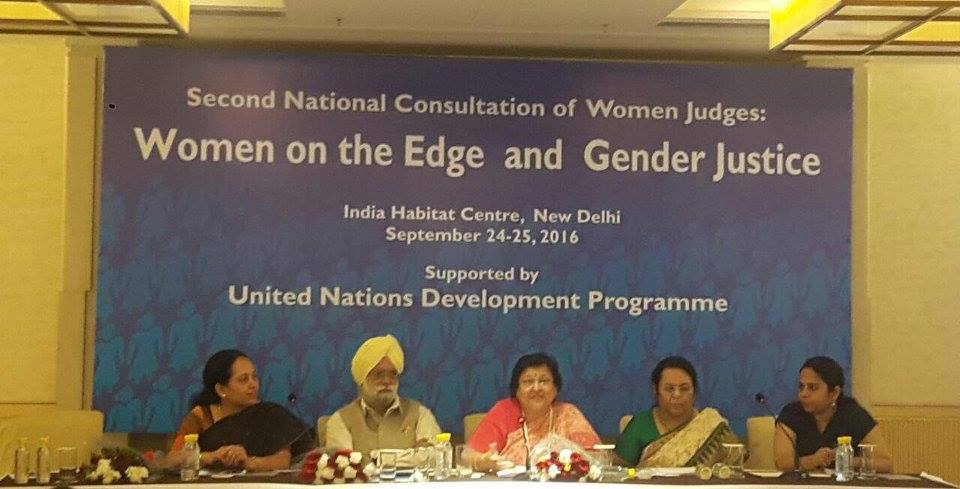 Second National Consultation of Women Judges:
Women on the Edge and Gender Justice
India Habitat Centre, New Delhi
September 24-25, 2016
Supported by
United Nations Development Programme